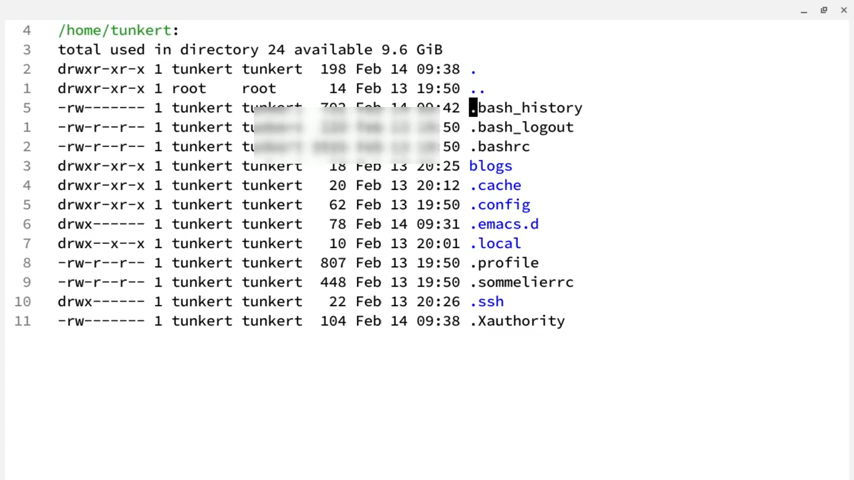 4 /home/tunkert:
3 total used in directory 24 available 9.6 GiB
2 drwxr-xr-x 1 tunkert tunkert 198 Feb 14 09:38 .
1 drwxr-xr-x 1 root root 14 Feb 13 19:50 ..
5 -rw------- 1 tunkert .bash_history
1 -rw-r--r-- 1 tunkert .bash_logout
2 -rw-r--r-- 1 tunkert .bashrc
3 drwxr-xr-x 1 tunkert tunkert 18 Feb 13 20:25 blogs
4 drwxr-xr-x 1 tunkert tunkert 20 Feb 13 20:12 .cache
5 drwxr-xr-x 1 tunkert tunkert 62 Feb 13 19:50 .config
6 drwx------ 1 tunkert tunkert 78 Feb 14 09:31 .emacs.d
7 drwx--x--x 1 tunkert tunkert 10 Feb 13 20:01 .local
8 -rw-r--r-- 1 tunkert tunkert 807 Feb 13 19:50 .profile
9 -rw-r--r-- 1 tunkert tunkert 448 Feb 13 19:50 .sommelierrc
10 drwx------ 1 tunkert tunkert 22 Feb 13 20:26 .ssh
11 -rw------- 1 tunkert tunkert 104 Feb 14 09:38 .Xauthority